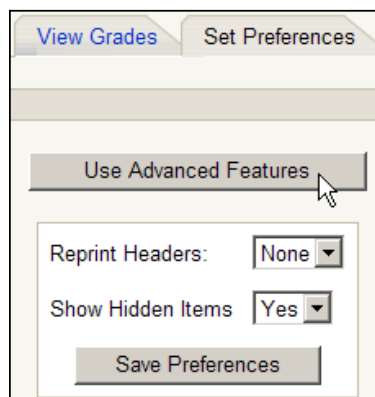 View Grades Set Preferences
Use Advanced Features
Reprint Headers: None
Show Hidden Items Yes
Save Preferences